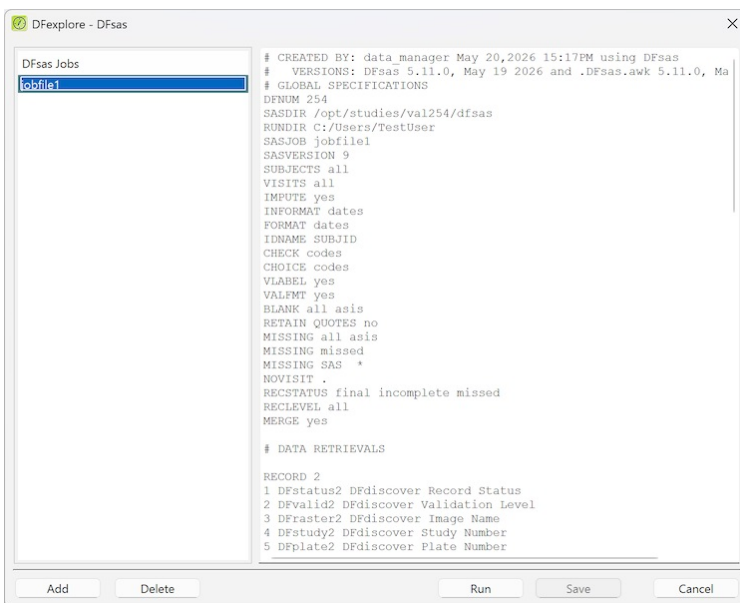 DFexplore - DFsas
DFsas Jobs
jobfile1
# CREATED BY: data_manager May 20,2026 15:17PM using DFsas
#   VERSIONS: DFsas 5.11.0, May 19 2026 and .DFsas.awk 5.11.0, Ma
# GLOBAL SPECIFICATIONS
DFNUM 254
SASDIR /opt/studies/val254/dfsas
RUNDIR C:/Users/TestUser
SASJOB jobfile1
SASVERSION 9
SUBJECTS all
VISITS all
IMPUTE yes
INFORMAT dates
FORMAT dates
IDNAME SUBJID
CHECK codes
CHOICE codes
VLABEL yes
VALFMT yes
BLANK all asis
RETAIN QUOTES no
MISSING all asis
MISSING missed
MISSING SAS  *
NOVISIT .
RECSTATUS final incomplete missed
RECLEVEL all
MERGE yes
# DATA RETRIEVALS
RECORD 2
1 DFstatus2 DFdiscover Record Status
2 DFvalid2 DFdiscover Validation Level
3 DFraster2 DFdiscover Image Name
4 DFstudy2 DFdiscover Study Number
5 DFplate2 DFdiscover Plate Number
Add
Delete
Run
Save
Cancel